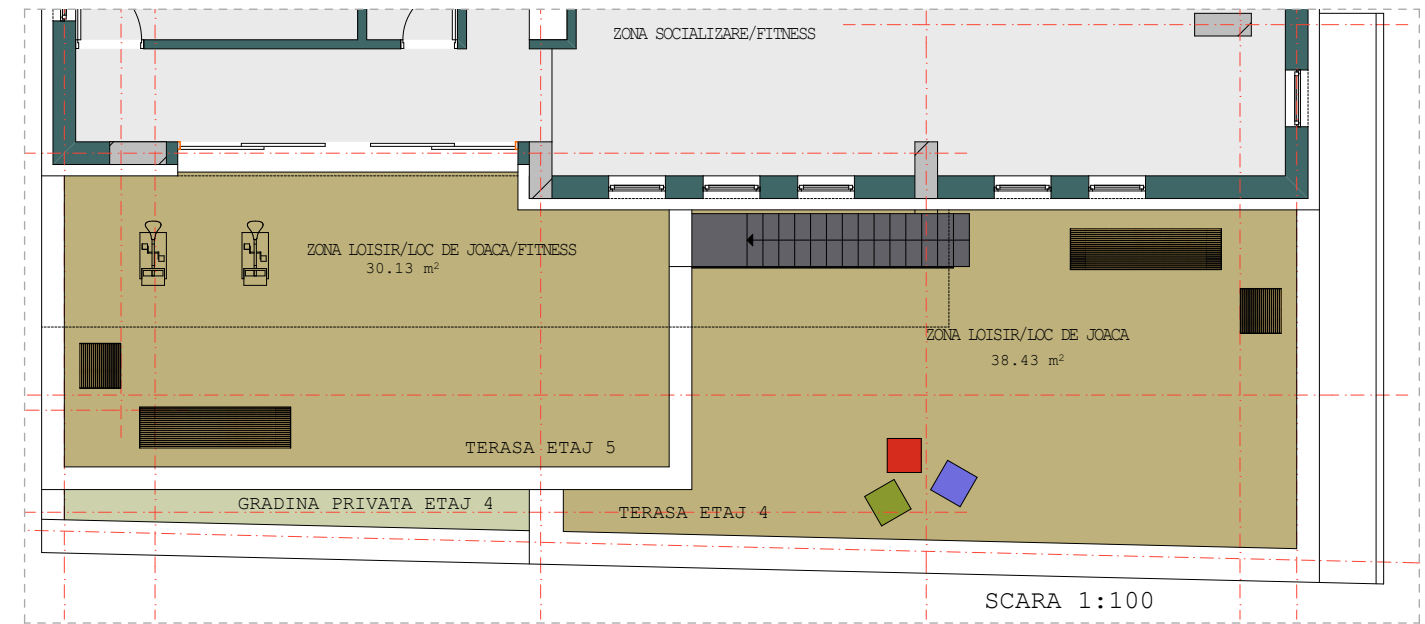 ZONA SOCIALIZARE/FITNESS
ZONA LOISIR/LOC DE JOACA/FITNESS
30.13 m²
ZONA LOISIR/LOC DE JOACA
38.43 m²
TERASA ETAJ 5
GRADINA PRIVATA ETAJ 4
TERASA ETAJ 4
SCARA 1:100